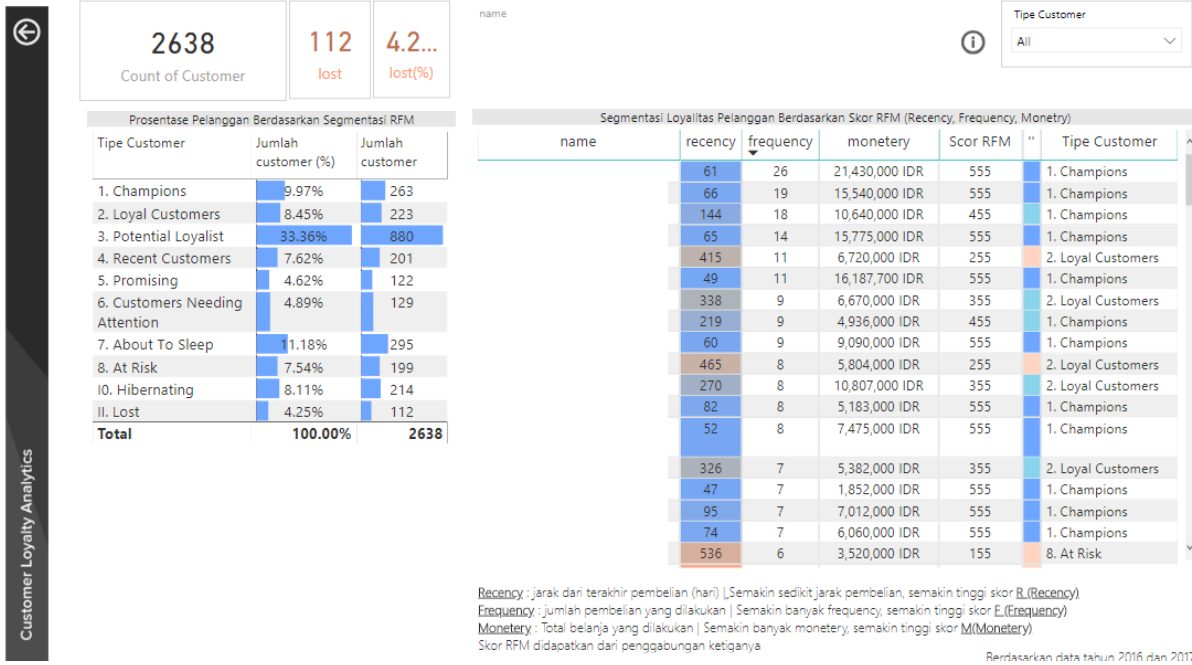 Customer Loyalty Analytics
2638
Count of Customer
112
lost
4.2...
lost(%)
name
Tipe Customer
All
Prosentase Pelanggan Berdasarkan Segmentasi RFM
Tipe Customer Jumlah customer (%) Jumlah customer
1. Champions 9.97% 263
2. Loyal Customers 8.45% 223
3. Potential Loyalist 33.36% 880
4. Recent Customers 7.62% 201
5. Promising 4.62% 122
6. Customers Needing Attention 4.89% 129
7. About To Sleep 11.18% 295
8. At Risk 7.54% 199
I0. Hibernating 8.11% 214
II. Lost 4.25% 112
Total 100.00% 2638
Segmentasi Loyalitas Pelanggan Berdasarkan Skor RFM (Recency, Frequency, Monetry)
name recency frequency monetery Scor RFM " Tipe Customer
61 26 21,430,000 IDR 555 1. Champions
66 19 15,540,000 IDR 555 1. Champions
144 18 10,640,000 IDR 455 1. Champions
65 14 15,775,000 IDR 555 1. Champions
415 11 6,720,000 IDR 255 2. Loyal Customers
49 11 16,187,700 IDR 555 1. Champions
338 9 6,670,000 IDR 355 2. Loyal Customers
219 9 4,936,000 IDR 455 1. Champions
60 9 9,090,000 IDR 555 1. Champions
465 8 5,804,000 IDR 255 2. Loyal Customers
270 8 10,807,000 IDR 355 2. Loyal Customers
82 8 5,183,000 IDR 555 1. Champions
52 8 7,475,000 IDR 555 1. Champions
326 7 5,382,000 IDR 355 2. Loyal Customers
47 7 1,852,000 IDR 555 1. Champions
95 7 7,012,000 IDR 555 1. Champions
74 7 6,060,000 IDR 555 1. Champions
536 6 3,520,000 IDR 155 8. At Risk
Recency : jarak dari terakhir pembelian (hari) | Semakin sedikit jarak pembelian, semakin tinggi skor R (Recency)
Frequency : jumlah pembelian yang dilakukan | Semakin banyak frequency, semakin tinggi skor F (Frequency)
Monetery : Total belanja yang dilakukan | Semakin banyak monetery, semakin tinggi skor M(Monetery)
Skor RFM didapatkan dari penggabungan ketiganya
Berdasarkan data tahun 2016 dan 2017